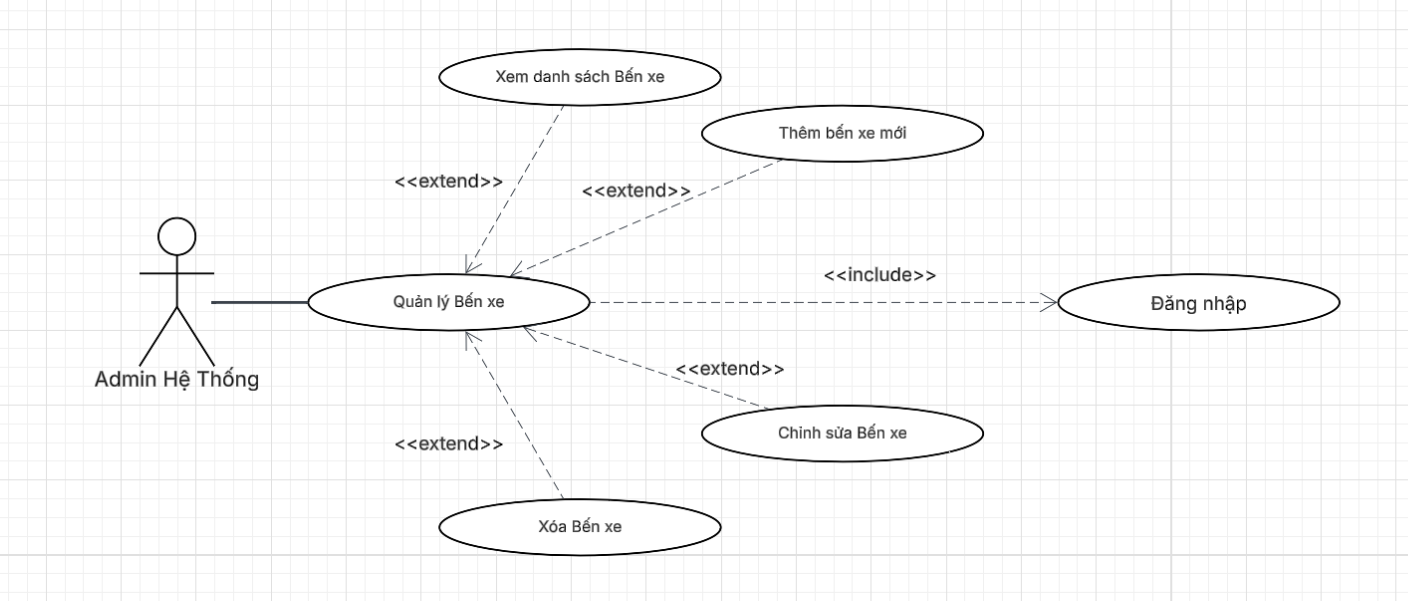 Xem danh sách Bến xe
Thêm bến xe mới
<<extend>>
<<extend>>
<<include>>
Quản lý Bến xe
Đăng nhập
Admin Hệ Thống
<<extend>>
Chỉnh sửa Bến xe
<<extend>>
Xóa Bến xe